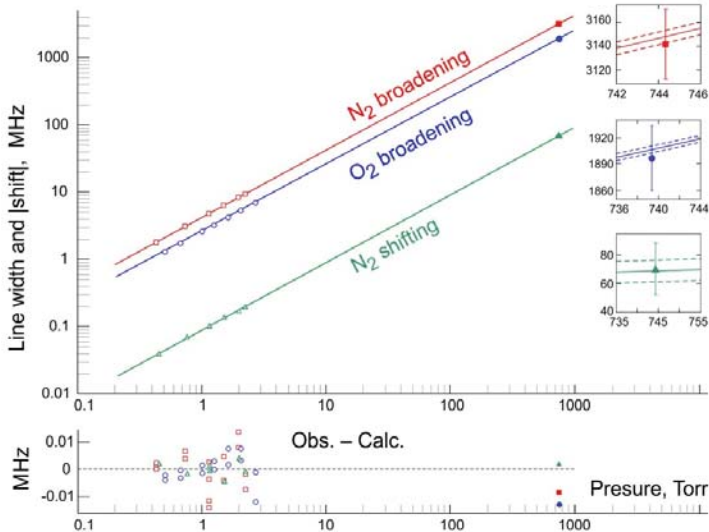 Line width and |shift|, MHz
1000
100
10
1
0.1
0.01
N2 broadening
O2 broadening
N2 shifting
0.1 1 10 100 1000
3160
3140
3120
742 744 746
1920
1890
1860
736 740 744
80
60
40
735 745 755
Obs. – Calc.
MHz
0.01
0
-0.01
Presure, Torr
0.1 1 10 100 1000